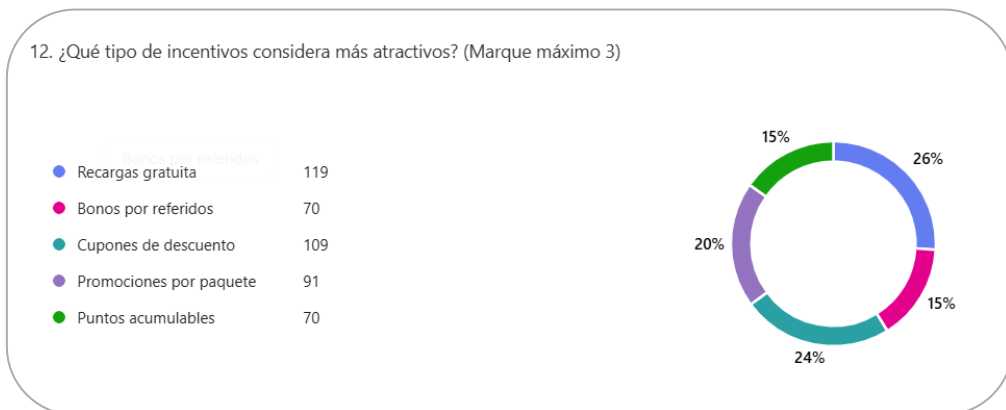 12. ¿Qué tipo de incentivos considera más atractivos? (Marque máximo 3)
Bonos por referidos
Recargas gratuita 119
Bonos por referidos 70
Cupones de descuento 109
Promociones por paquete 91
Puntos acumulables 70
15%
26%
20%
15%
24%